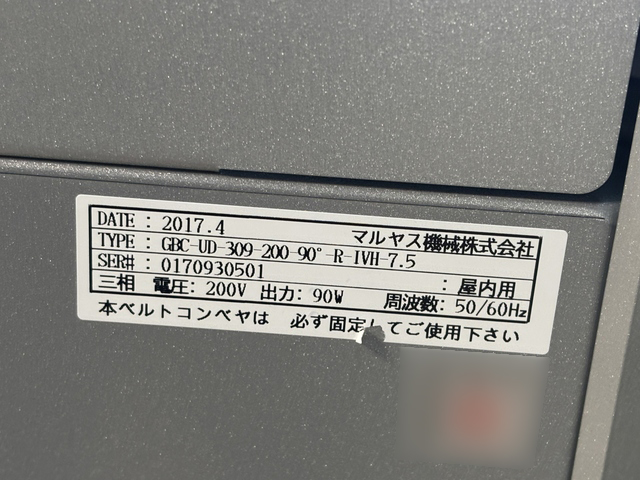 DATE : 2017.4 マルヤス機械株式会社
TYPE : GBC-UD-309-200-90°-R-IVH-7.5
SER# : 0170930501 : 屋内用
三相 電圧: 200V 出力: 90W 周波数: 50/60Hz
本ベルトコンベヤは 必ず固定してご使用下さい